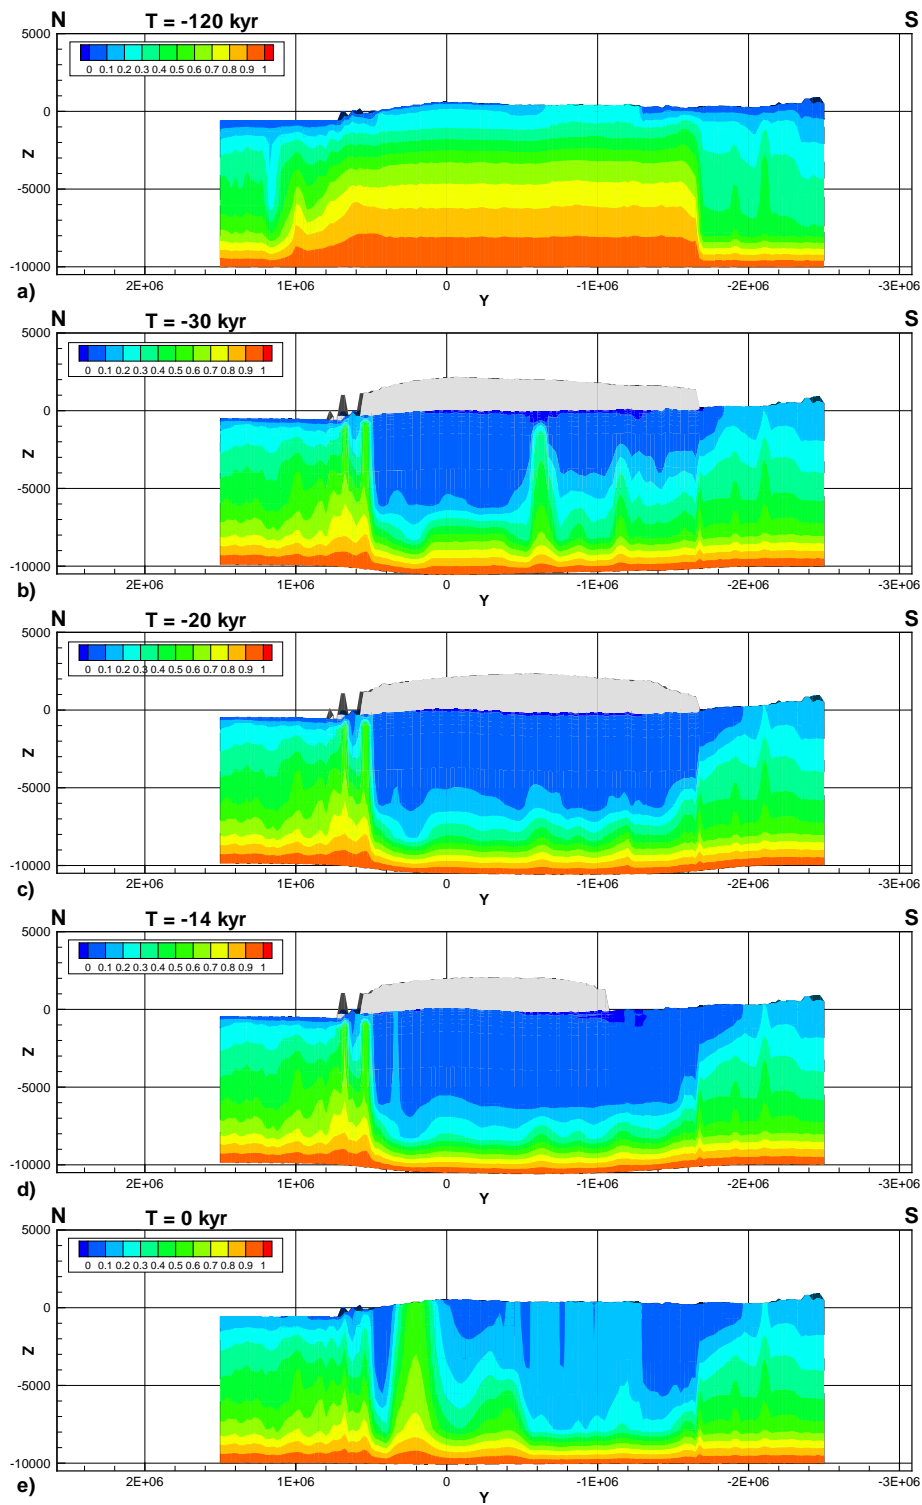 N T = -120 kyr S
5000
0 0.1 0.2 0.3 0.4 0.5 0.6 0.7 0.8 0.9 1
0
Z
-5000
-10000
2E+06 1E+06 0 -1E+06 -2E+06 -3E+06
a) Y
N T = -30 kyr S
5000
0 0.1 0.2 0.3 0.4 0.5 0.6 0.7 0.8 0.9 1
0
Z
-5000
-10000
2E+06 1E+06 0 -1E+06 -2E+06 -3E+06
b) Y
N T = -20 kyr S
5000
0 0.1 0.2 0.3 0.4 0.5 0.6 0.7 0.8 0.9 1
0
Z
-5000
-10000
2E+06 1E+06 0 -1E+06 -2E+06 -3E+06
c) Y
N T = -14 kyr S
5000
0 0.1 0.2 0.3 0.4 0.5 0.6 0.7 0.8 0.9 1
0
Z
-5000
-10000
2E+06 1E+06 0 -1E+06 -2E+06 -3E+06
d) Y
N T = 0 kyr S
5000
0 0.1 0.2 0.3 0.4 0.5 0.6 0.7 0.8 0.9 1
0
Z
-5000
-10000
2E+06 1E+06 0 -1E+06 -2E+06 -3E+06
e) Y